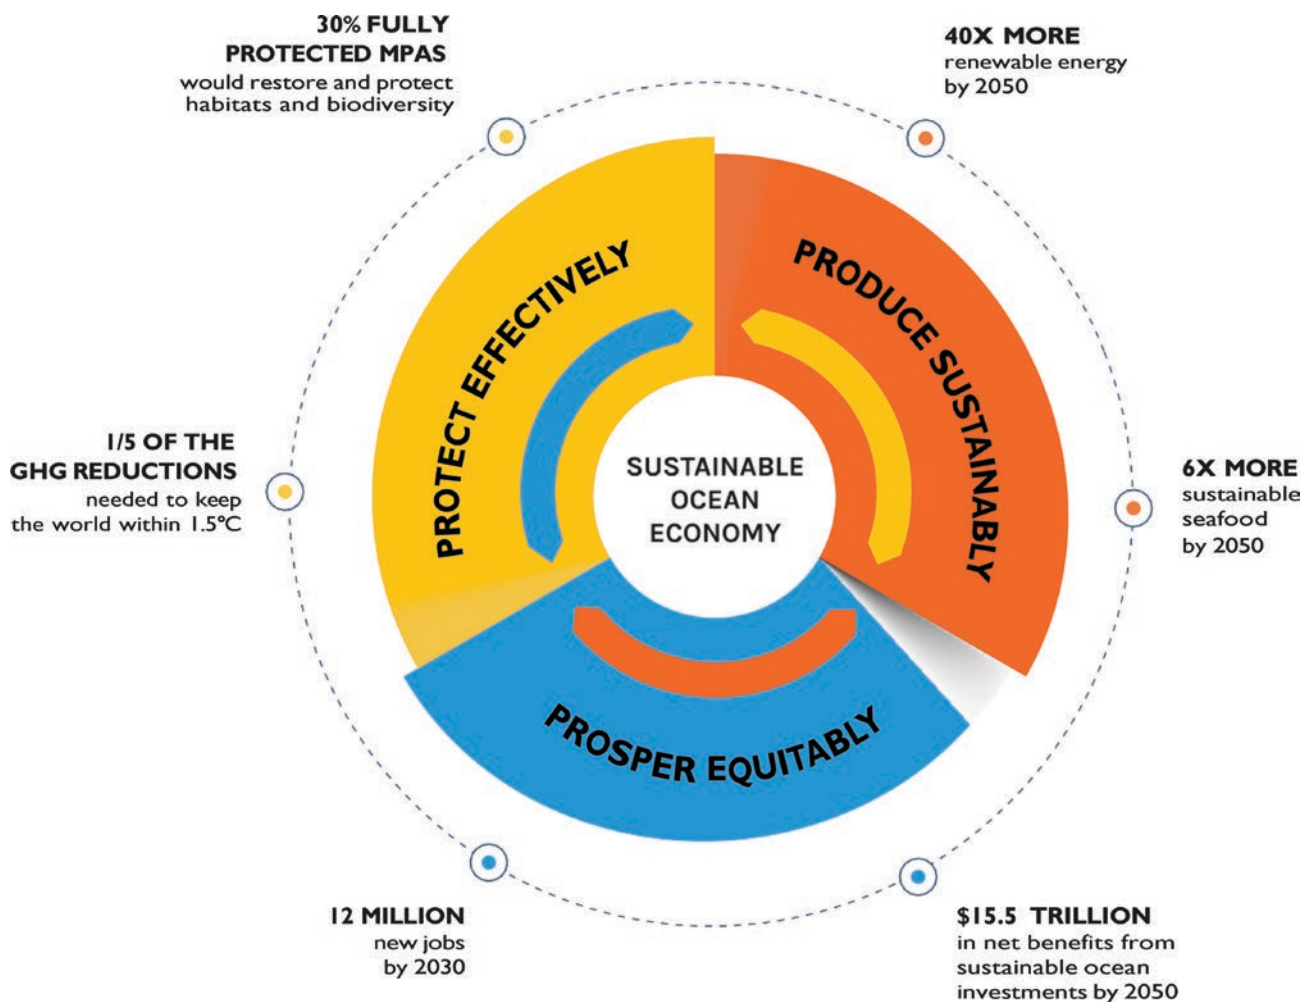 30% FULLY
PROTECTED MPAS
would restore and protect
habitats and biodiversity
40X MORE
renewable energy
by 2050
PROTECT EFFECTIVELY
PRODUCE SUSTAINABLY
1/5 OF THE
GHG REDUCTIONS
needed to keep
the world within 1.5°C
SUSTAINABLE
OCEAN
ECONOMY
6X MORE
sustainable
seafood
by 2050
PROSPER EQUITABLY
12 MILLION
new jobs
by 2030
$15.5 TRILLION
in net benefits from
sustainable ocean
investments by 2050